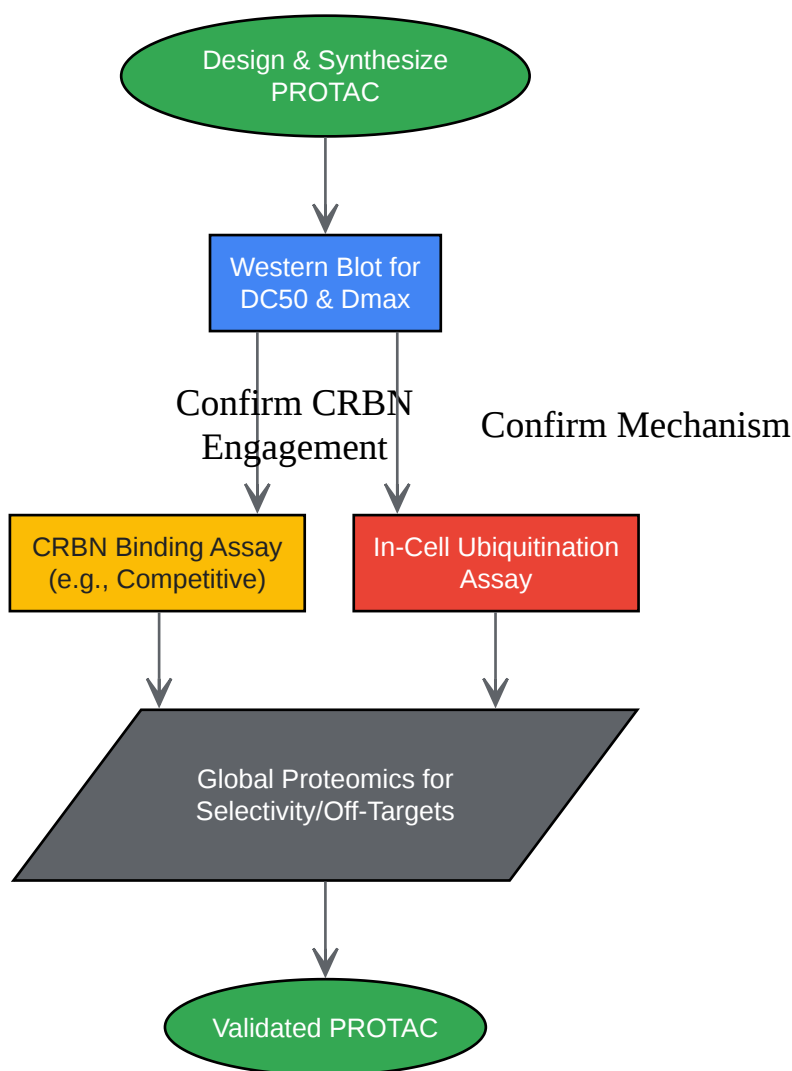 Design & Synthesize
PROTAC
Western Blot for
DC50 & Dmax
Confirm CRBN
Engagement
Confirm Mechanism
CRBN Binding Assay
(e.g., Competitive)
In-Cell Ubiquitination
Assay
Global Proteomics for
Selectivity/Off-Targets
Validated PROTAC